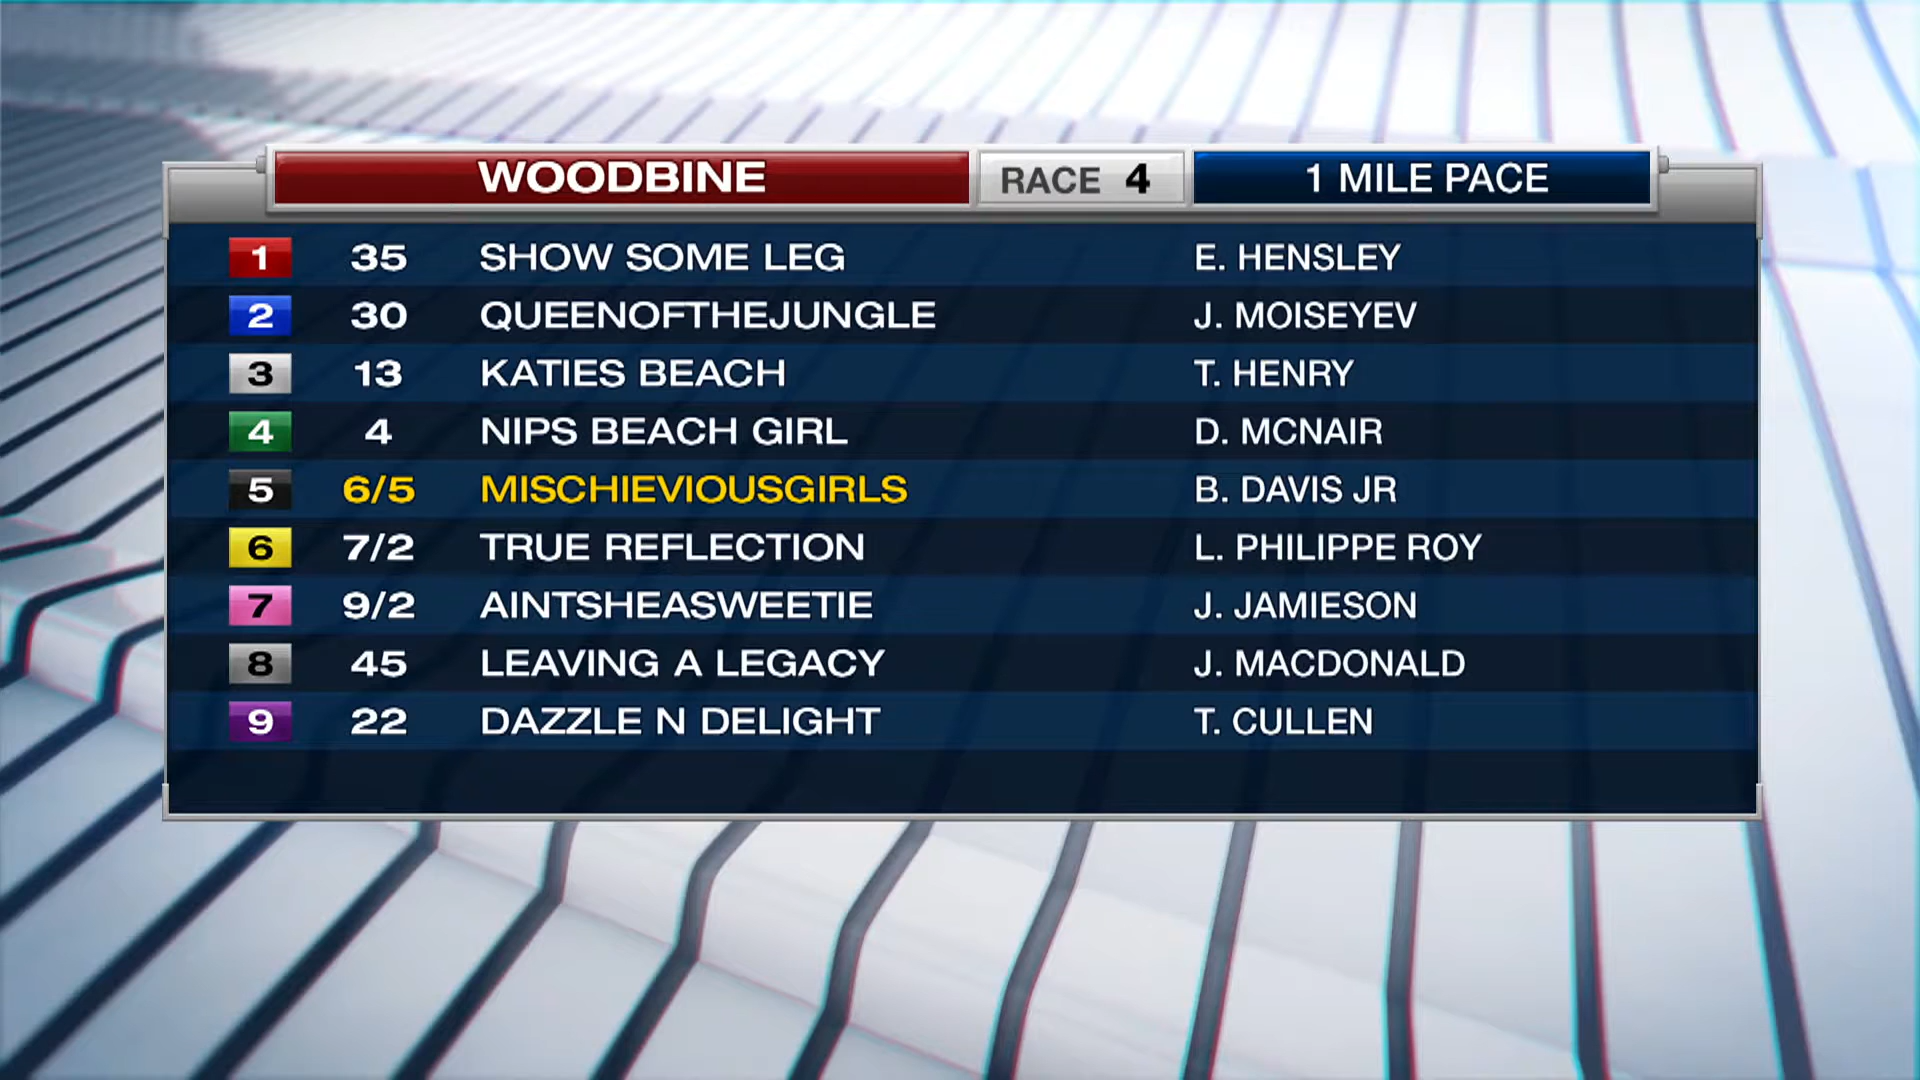 WOODBINE RACE 4 1 MILE PACE
1 35 SHOW SOME LEG E. HENSLEY
2 30 QUEENOFTHEJUNGLE J. MOISEYEV
3 13 KATIES BEACH T. HENRY
4 4 NIPS BEACH GIRL D. MCNAIR
5 6/5 MISCHIEVIOUSGIRLS B. DAVIS JR
6 7/2 TRUE REFLECTION L. PHILIPPE ROY
7 9/2 AINTSHEASWEETIE J. JAMIESON
8 45 LEAVING A LEGACY J. MACDONALD
9 22 DAZZLE N DELIGHT T. CULLEN